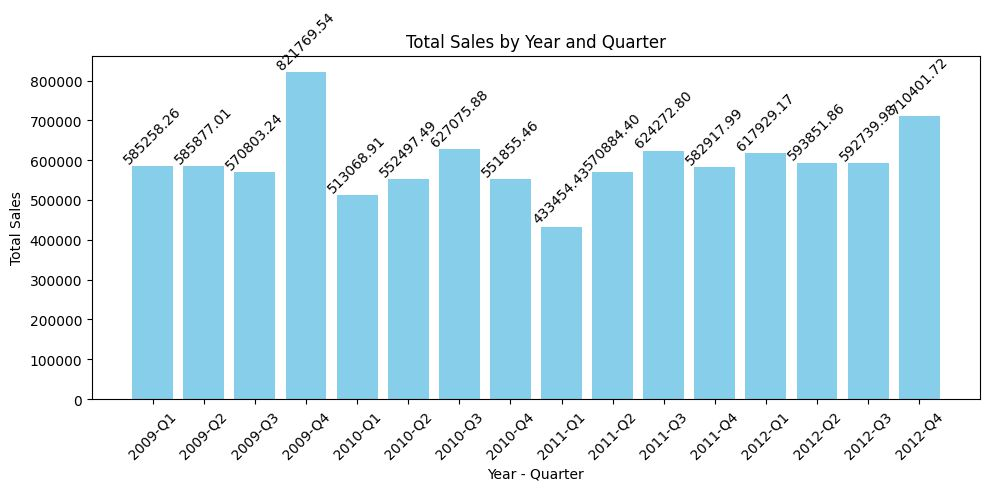 Total Sales by Year and Quarter
Total Sales
800000
700000
600000
500000
400000
300000
200000
100000
0
585258.26
585877.01
570803.24
821769.54
513068.91
552497.49
627075.88
551855.46
433454.43
570884.40
624272.80
582917.99
617929.17
593851.86
592739.98
710401.72
2009-Q1
2009-Q2
2009-Q3
2009-Q4
2010-Q1
2010-Q2
2010-Q3
2010-Q4
2011-Q1
2011-Q2
2011-Q3
2011-Q4
2012-Q1
2012-Q2
2012-Q3
2012-Q4
Year - Quarter